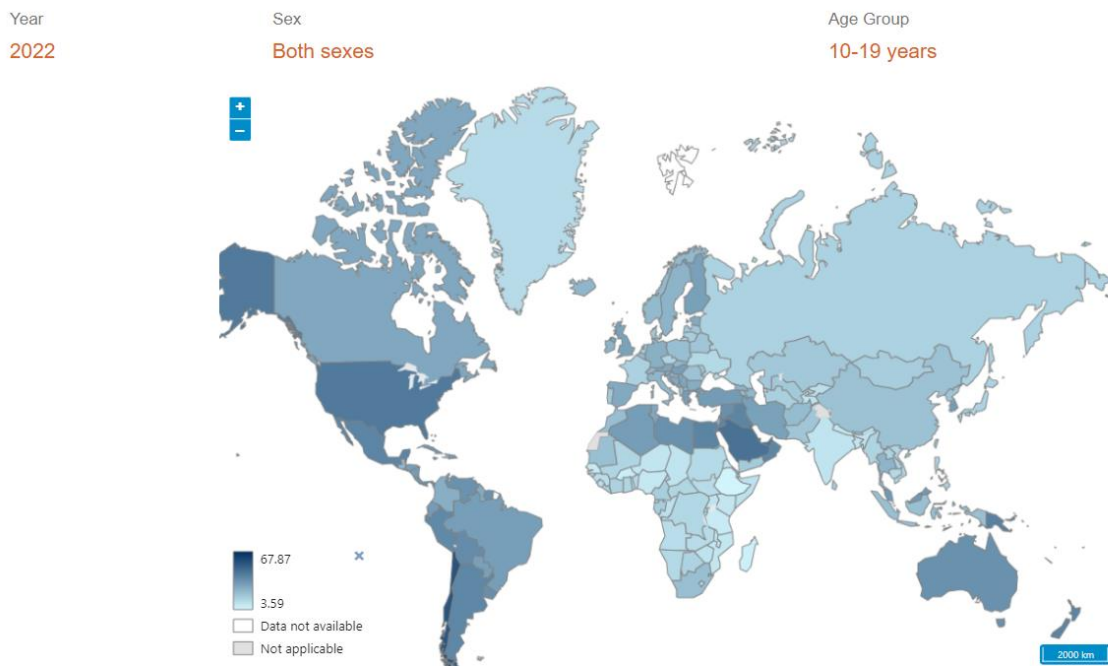 Year
Sex
Age Group
2022
Both sexes
10-19 years
+
−
67.87
3.59
Data not available
Not applicable
2000 km